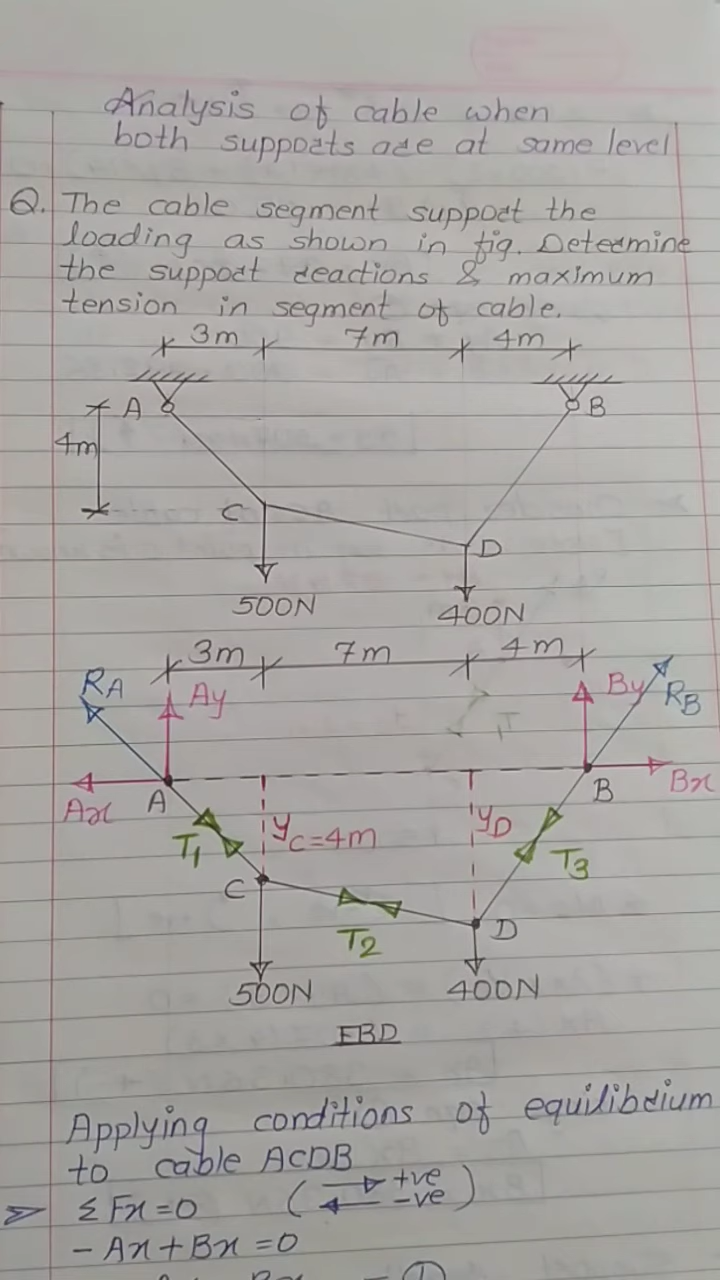 Analysis of cable when
both supports are at same level
Q. The cable segment support the
loading as shown in fig. Determine
the support reactions & maximum
tension in segment of cable.
3m 7m 4m
A B
4m
C
D
500N 400N
3m 7m 4m
RA Ay By RB
Ax A B Bx
T1 yc=4m yD T3
C
T2 D
500N 400N
FBD
Applying conditions of equilibrium
to cable ACDB
ΣFx=0 (→ +ve
← -ve)
- Ax + Bx = 0